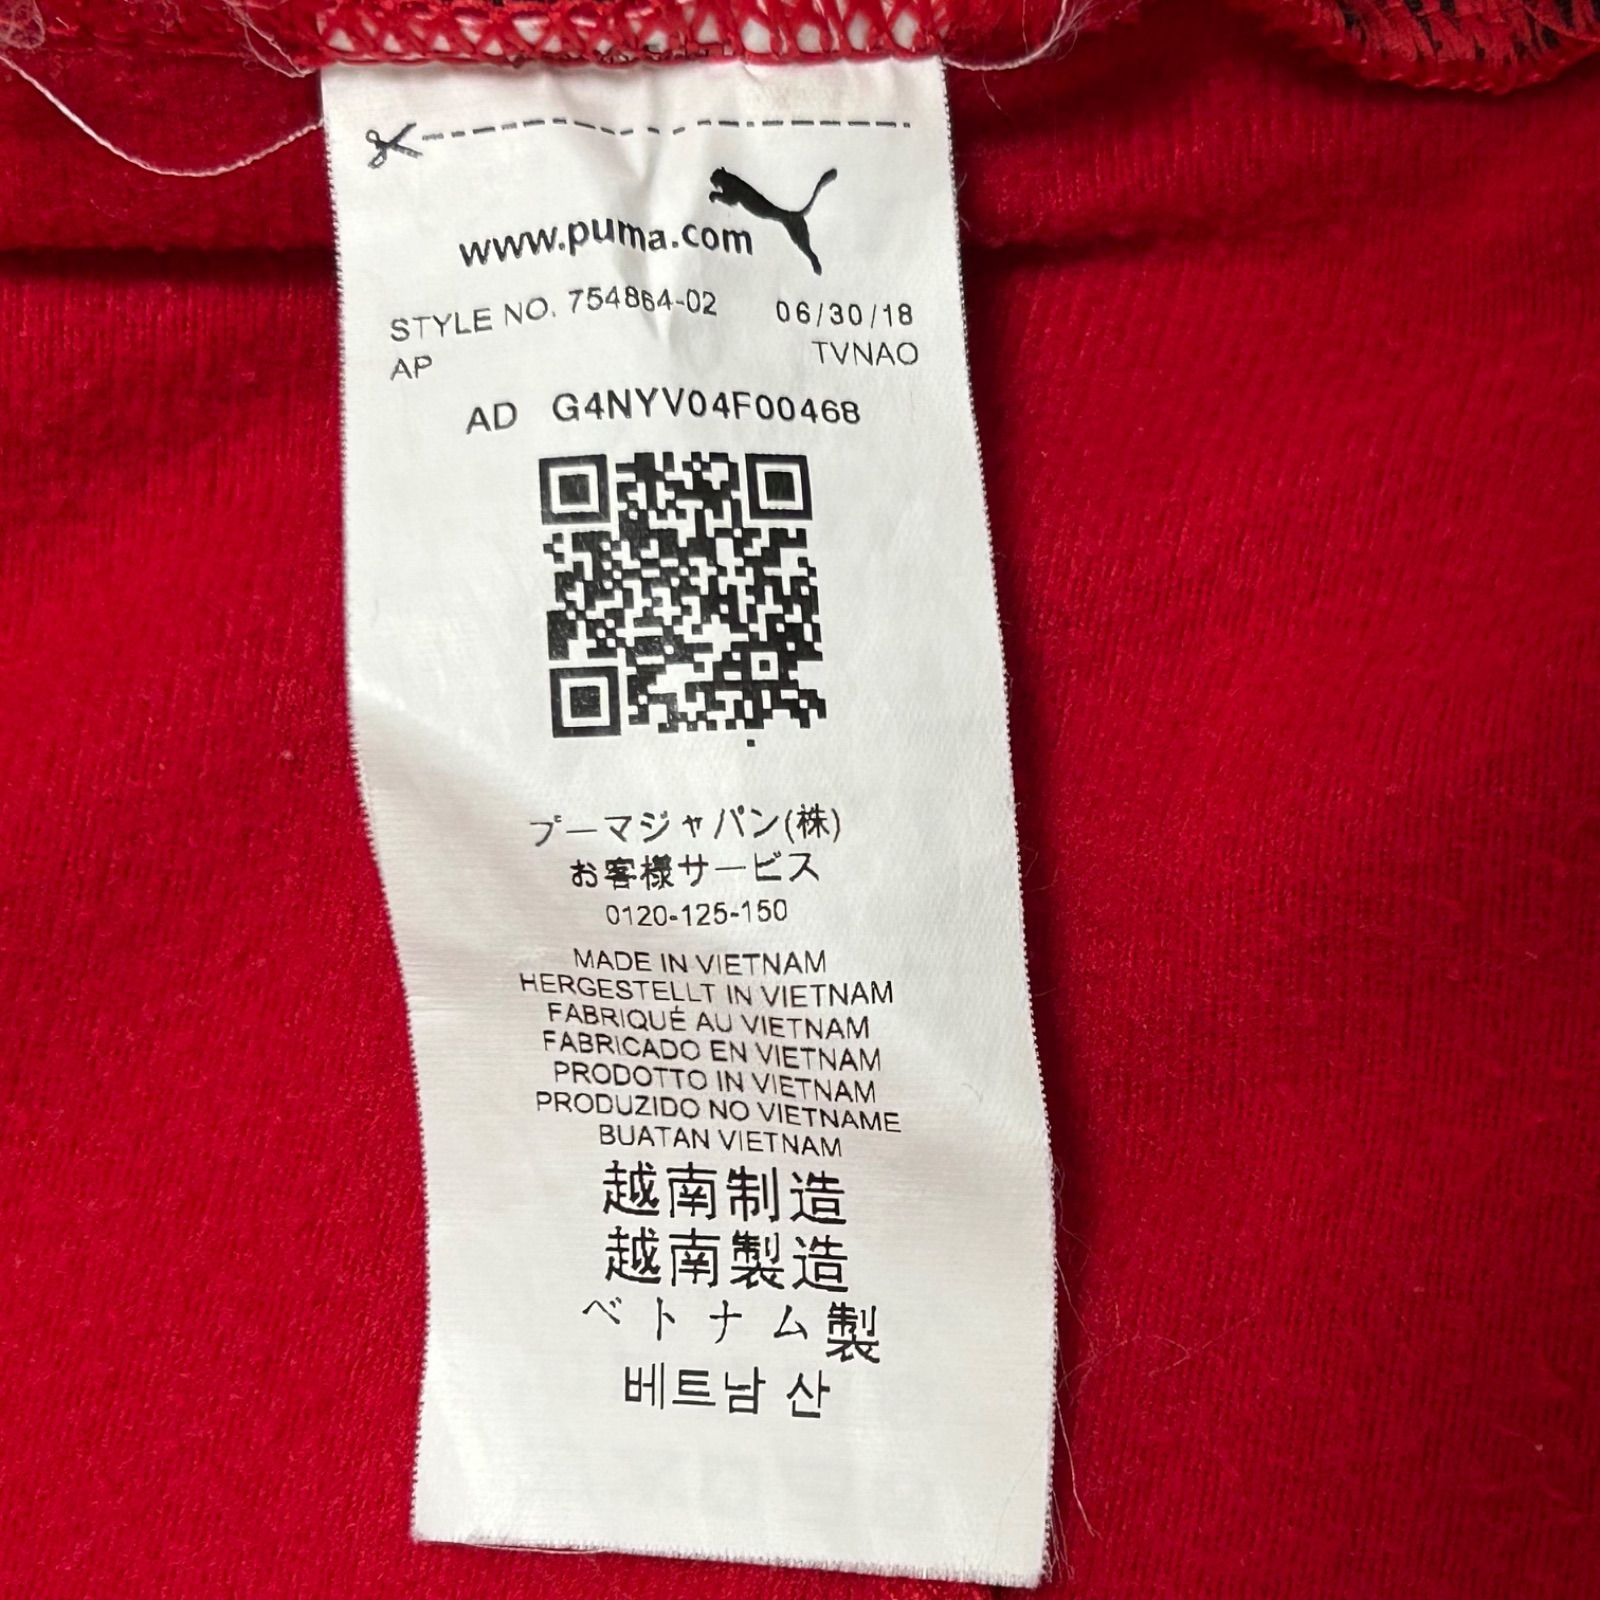 www.puma.com
STYLE NO. 754864-02 06/30/18
AP TVNAO
AD G4NYV04F00468
プーマジャパン(株)
お客様サービス
0120-125-150
MADE IN VIETNAM
HERGESTELLT IN VIETNAM
FABRIQUÉ AU VIETNAM
FABRICADO EN VIETNAM
PRODOTTO IN VIETNAM
PRODUZIDO NO VIETNAME
BUATAN VIETNAM
越南制造
越南製造
ベトナム製
베트남 산